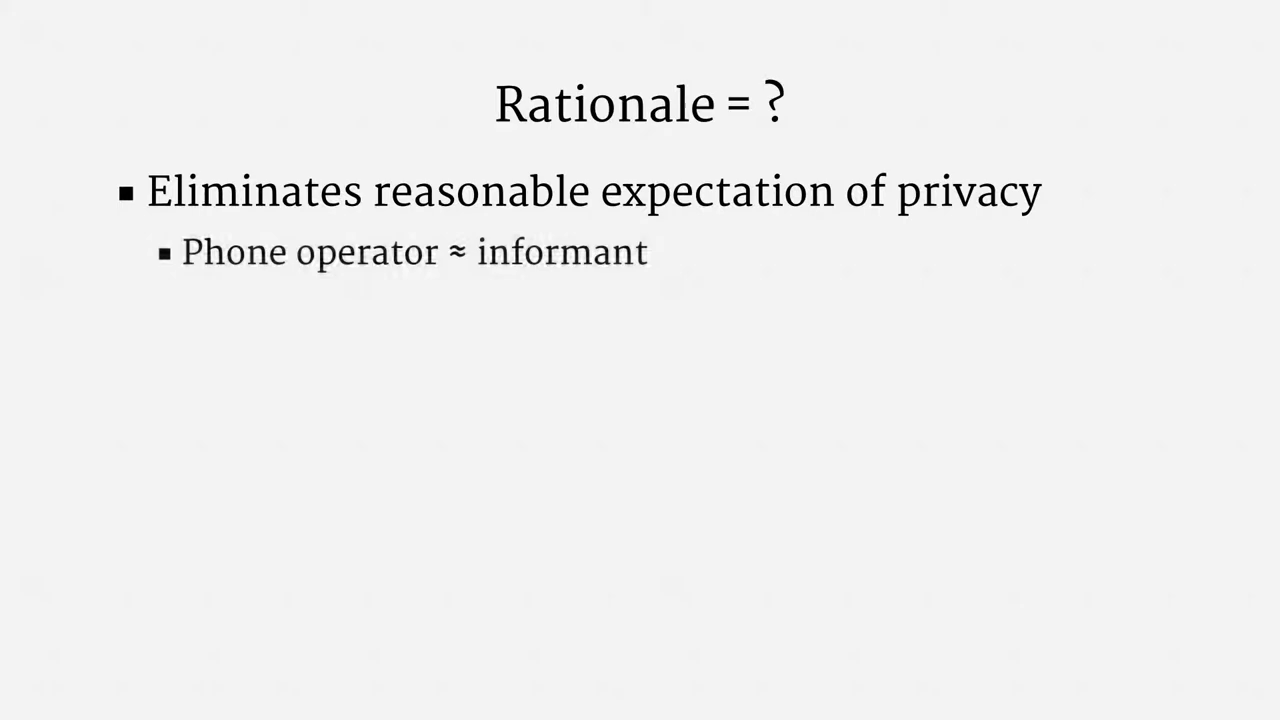 Rationale = ?
▪ Eliminates reasonable expectation of privacy
▪ Phone operator ≈ informant